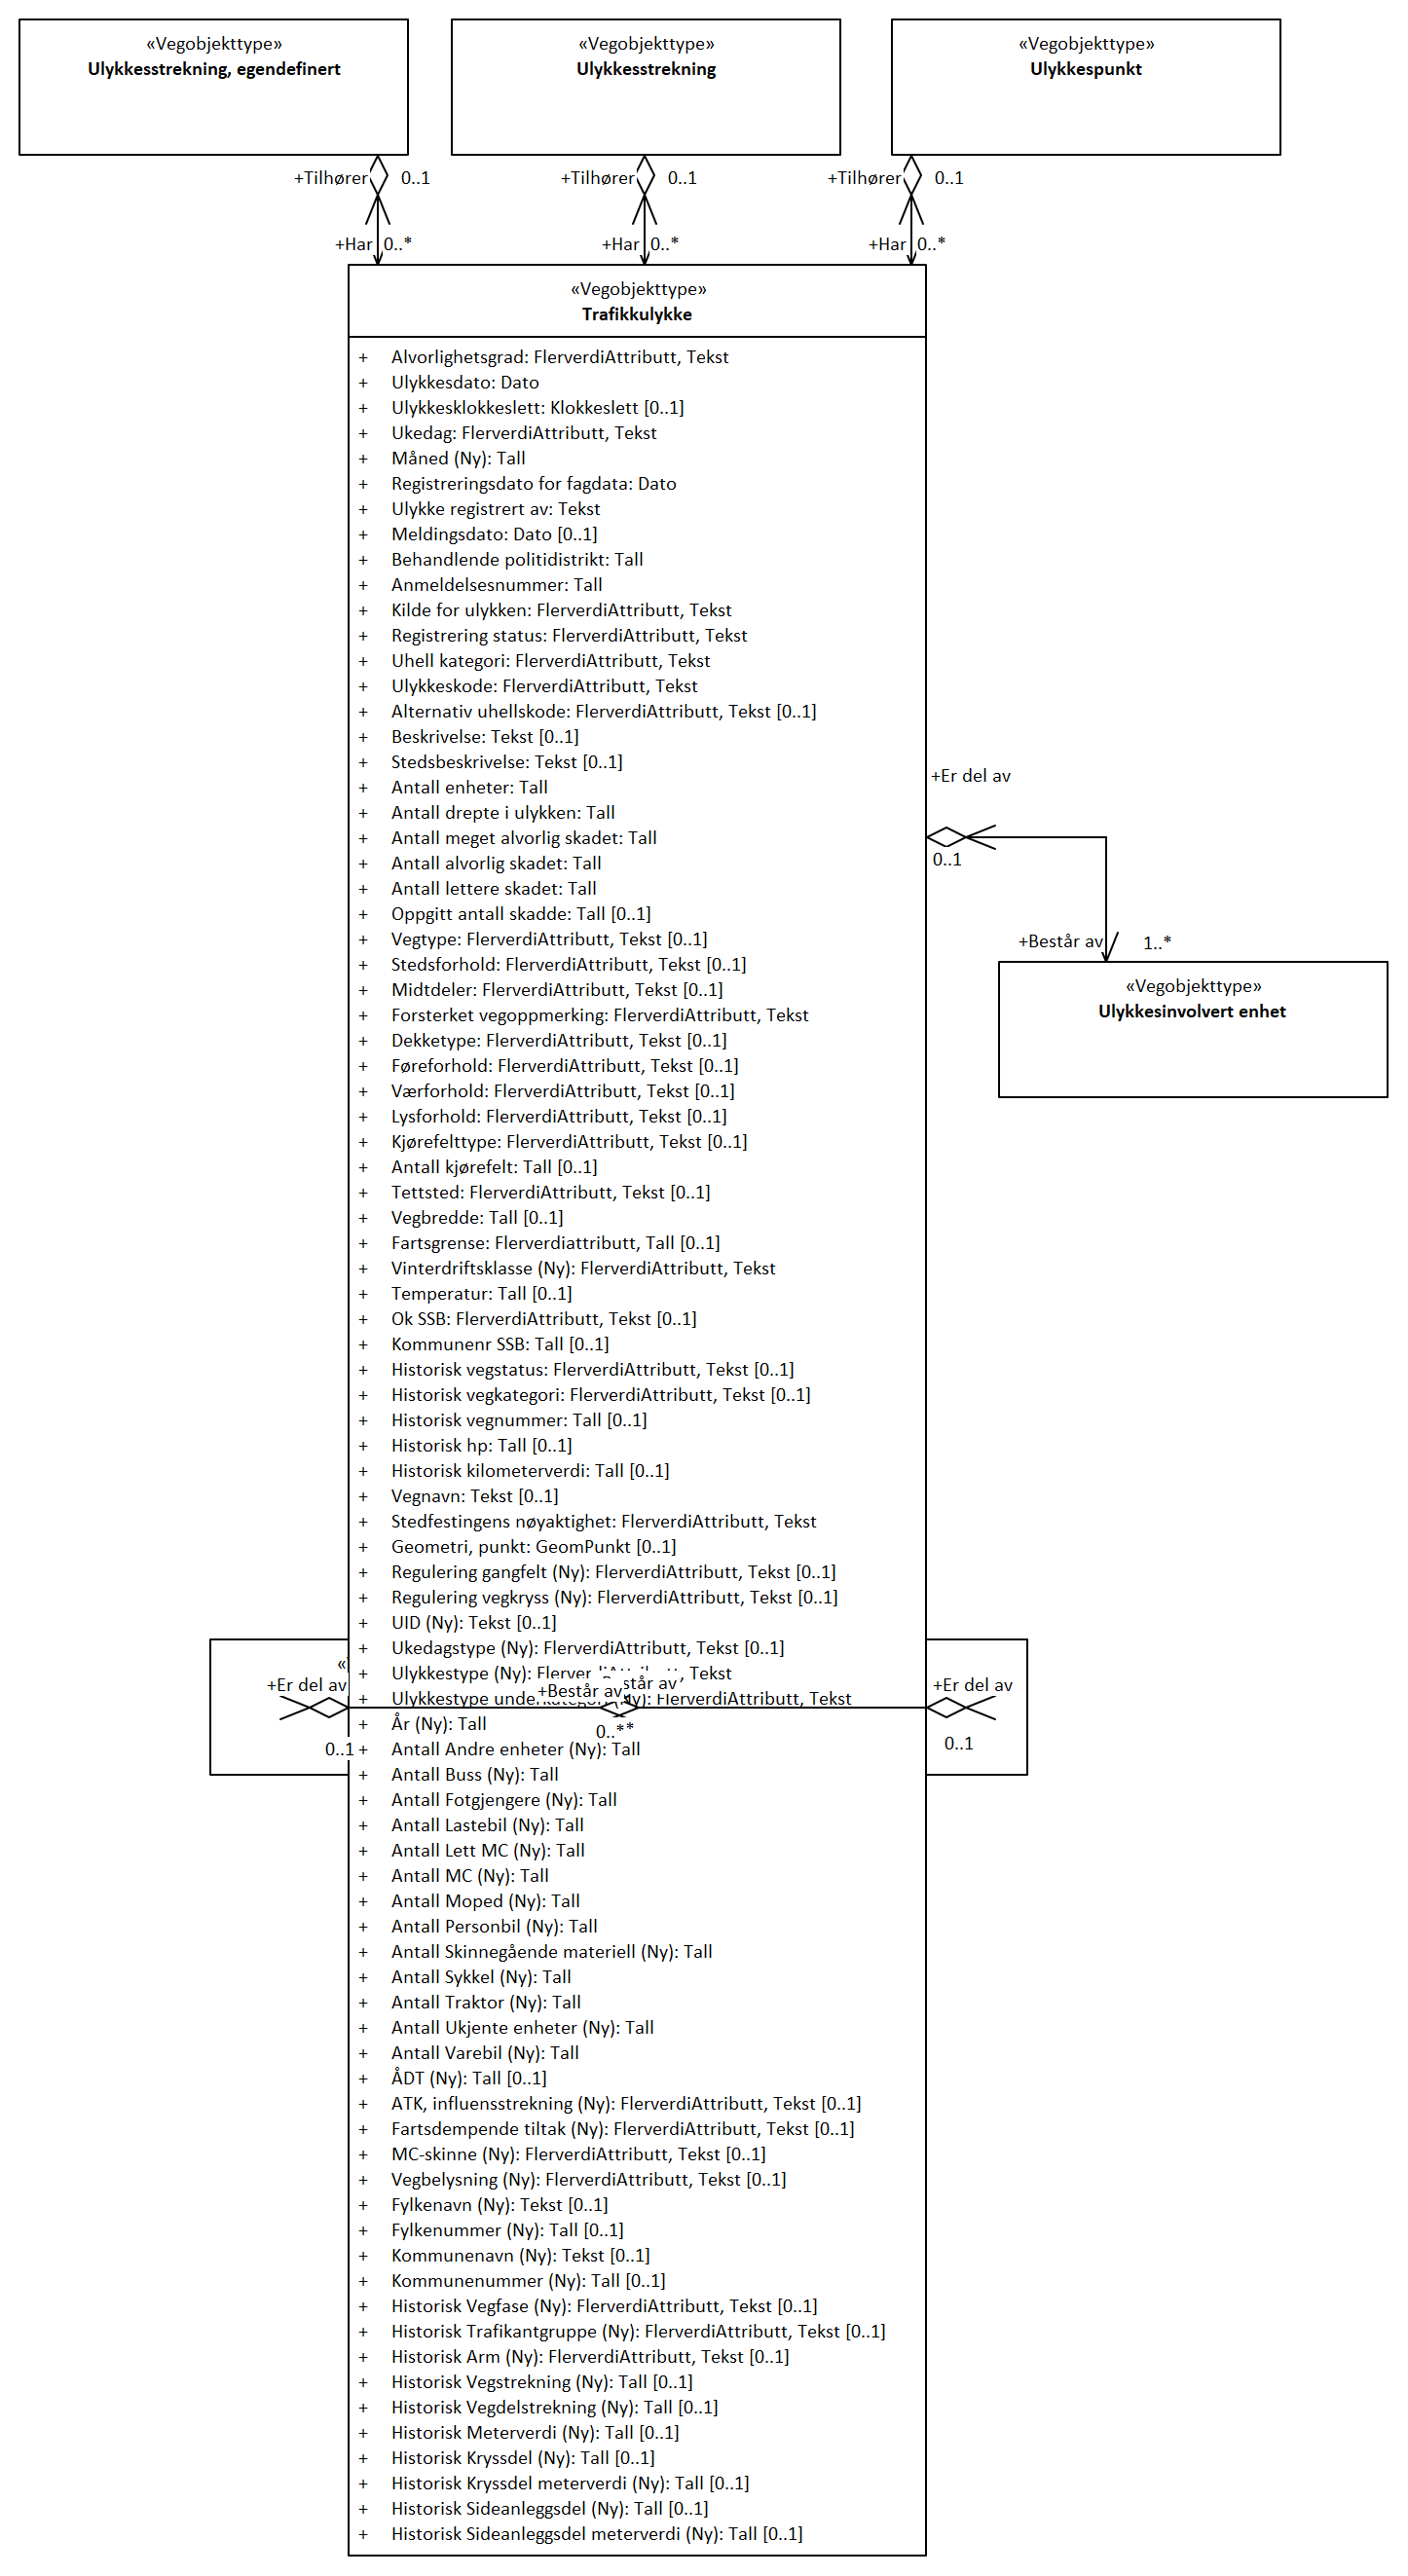 «Vegobjekttype»
Ulykkesstrekning, egendefinert
«Vegobjekttype»
Ulykkesstrekning
«Vegobjekttype»
Ulykkespunkt
+Tilhører 0..1
+Tilhører 0..1
+Tilhører 0..1
+Har 0..*
+Har 0..*
+Har 0..*
«Vegobjekttype»
Trafikkulykke
+ Alvorlighetsgrad: FlerverdiAttributt, Tekst
+ Ulykkesdato: Dato
+ Ulykkesklokkeslett: Klokkeslett [0..1]
+ Ukedag: FlerverdiAttributt, Tekst
+ Måned (Ny): Tall
+ Registreringsdato for fagdata: Dato
+ Ulykke registrert av: Tekst
+ Meldingsdato: Dato [0..1]
+ Behandlende politidistrikt: Tall
+ Anmeldelsesnummer: Tall
+ Kilde for ulykken: FlerverdiAttributt, Tekst
+ Registrering status: FlerverdiAttributt, Tekst
+ Uhell kategori: FlerverdiAttributt, Tekst
+ Ulykkeskode: FlerverdiAttributt, Tekst
+ Alternativ uhellskode: FlerverdiAttributt, Tekst [0..1]
+ Beskrivelse: Tekst [0..1]
+ Stedsbeskrivelse: Tekst [0..1]
+ Antall enheter: Tall
+ Antall drepte i ulykken: Tall
+ Antall meget alvorlig skadet: Tall
+ Antall alvorlig skadet: Tall
+ Antall lettere skadet: Tall
+ Oppgitt antall skadde: Tall [0..1]
+ Vegtype: FlerverdiAttributt, Tekst [0..1]
+ Stedsforhold: FlerverdiAttributt, Tekst [0..1]
+ Midtdeler: FlerverdiAttributt, Tekst [0..1]
+ Forsterket vegoppmerking: FlerverdiAttributt, Tekst
+ Dekketype: FlerverdiAttributt, Tekst [0..1]
+ Føreforhold: FlerverdiAttributt, Tekst [0..1]
+ Værforhold: FlerverdiAttributt, Tekst [0..1]
+ Lysforhold: FlerverdiAttributt, Tekst [0..1]
+ Kjørefelttype: FlerverdiAttributt, Tekst [0..1]
+ Antall kjørefelt: Tall [0..1]
+ Tettsted: FlerverdiAttributt, Tekst [0..1]
+ Vegbredde: Tall [0..1]
+ Fartsgrense: Flerverdiattributt, Tall [0..1]
+ Vinterdriftsklasse (Ny): FlerverdiAttributt, Tekst
+ Temperatur: Tall [0..1]
+ Ok SSB: FlerverdiAttributt, Tekst [0..1]
+ Kommunenr SSB: Tall [0..1]
+ Historisk vegstatus: FlerverdiAttributt, Tekst [0..1]
+ Historisk vegkategori: FlerverdiAttributt, Tekst [0..1]
+ Historisk vegnummer: Tall [0..1]
+ Historisk hp: Tall [0..1]
+ Historisk kilometerverdi: Tall [0..1]
+ Vegnavn: Tekst [0..1]
+ Stedfestingens nøyaktighet: FlerverdiAttributt, Tekst
+ Geometri, punkt: GeomPunkt [0..1]
+ Regulering gangfelt (Ny): FlerverdiAttributt, Tekst [0..1]
+ Regulering vegkryss (Ny): FlerverdiAttributt, Tekst [0..1]
+ UID (Ny): Tekst [0..1]
+ Ukedagstype (Ny): FlerverdiAttributt, Tekst [0..1]
+ Ulykkestype (Ny): FlerverdiAttributt, Tekst
+ Ulykkestype underkategori (Ny): FlerverdiAttributt, Tekst
+ År (Ny): Tall
+ Antall Andre enheter (Ny): Tall
+ Antall Buss (Ny): Tall
+ Antall Fotgjengere (Ny): Tall
+ Antall Lastebil (Ny): Tall
+ Antall Lett MC (Ny): Tall
+ Antall MC (Ny): Tall
+ Antall Moped (Ny): Tall
+ Antall Personbil (Ny): Tall
+ Antall Skinnegående materiell (Ny): Tall
+ Antall Sykkel (Ny): Tall
+ Antall Traktor (Ny): Tall
+ Antall Ukjente enheter (Ny): Tall
+ Antall Varebil (Ny): Tall
+ ÅDT (Ny): Tall [0..1]
+ ATK, influensstrekning (Ny): FlerverdiAttributt, Tekst [0..1]
+ Fartsdempende tiltak (Ny): FlerverdiAttributt, Tekst [0..1]
+ MC-skinne (Ny): FlerverdiAttributt, Tekst [0..1]
+ Vegbelysning (Ny): FlerverdiAttributt, Tekst [0..1]
+ Fylkenavn (Ny): Tekst [0..1]
+ Fylkenummer (Ny): Tall [0..1]
+ Kommunenavn (Ny): Tekst [0..1]
+ Kommunenummer (Ny): Tall [0..1]
+ Historisk Vegfase (Ny): FlerverdiAttributt, Tekst [0..1]
+ Historisk Trafikantgruppe (Ny): FlerverdiAttributt, Tekst [0..1]
+ Historisk Arm (Ny): FlerverdiAttributt, Tekst [0..1]
+ Historisk Vegstrekning (Ny): Tall [0..1]
+ Historisk Vegdelstrekning (Ny): Tall [0..1]
+ Historisk Meterverdi (Ny): Tall [0..1]
+ Historisk Kryssdel (Ny): Tall [0..1]
+ Historisk Kryssdel meterverdi (Ny): Tall [0..1]
+ Historisk Sideanleggsdel (Ny): Tall [0..1]
+ Historisk Sideanleggsdel meterverdi (Ny): Tall [0..1]
+Er del av
0..1
+Består av 1..*
«Vegobjekttype»
Ulykkesinvolvert enhet
+Er del av
0..1
+Består av
0..**
+Er del av
0..1